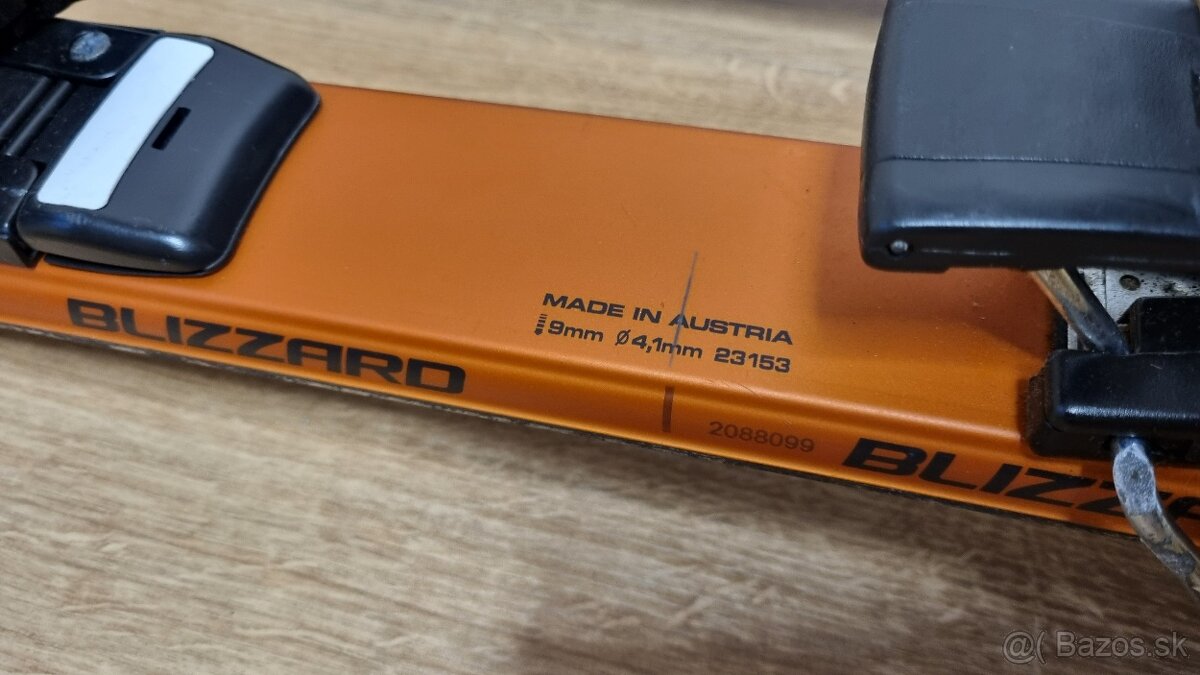 MADE IN AUSTRIA
9mm Ø4,1mm 23153
BLIZZARD
2088099
BLIZZ
@( Bazos.sk